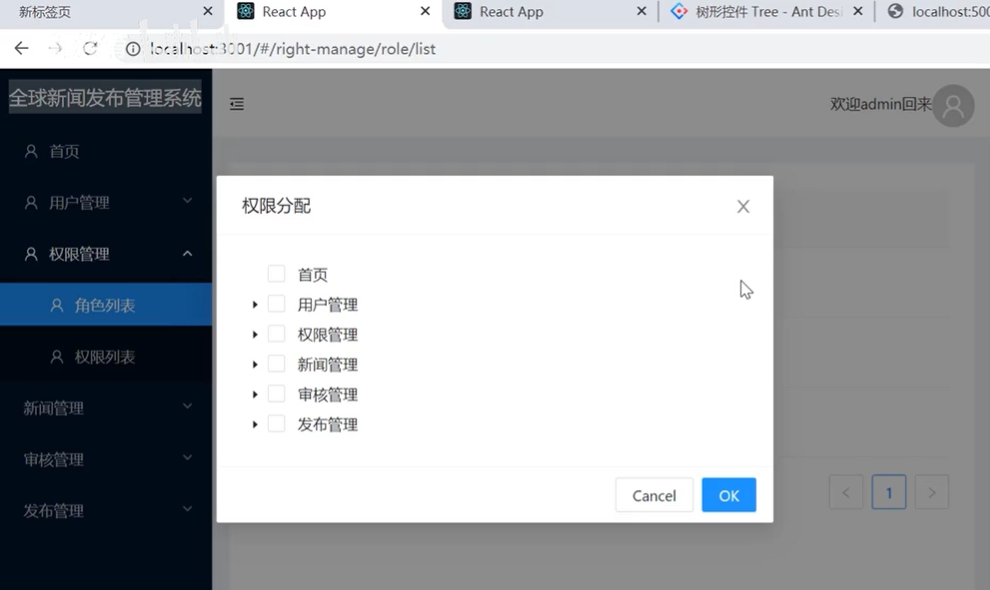 新标签页
React App
React App
树形控件 Tree - Ant Desi
localhost:500
localhost:3001/#/right-manage/role/list
全球新闻发布管理系统
欢迎admin回来
首页
用户管理
权限管理
角色列表
权限列表
新闻管理
审核管理
发布管理
权限分配
首页
用户管理
权限管理
新闻管理
审核管理
发布管理
Cancel
OK
1